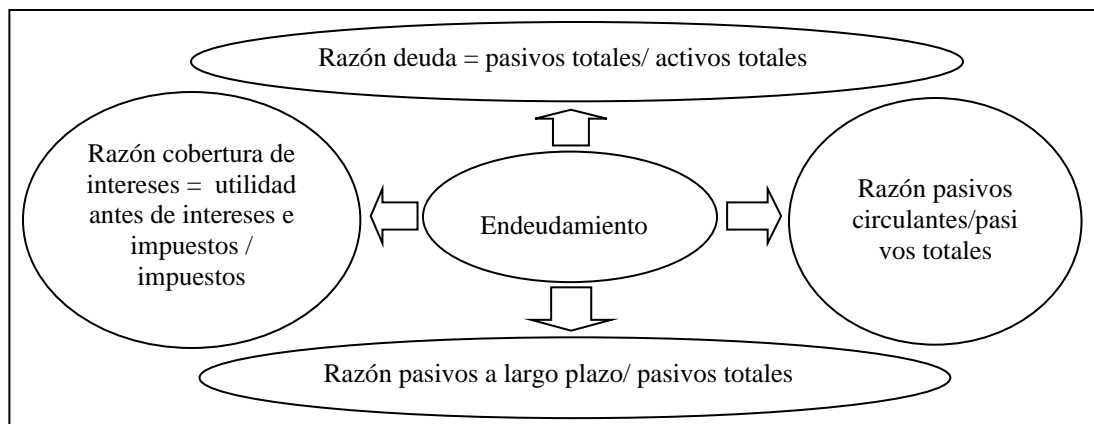 Razón deuda = pasivos totales/ activos totales
Razón cobertura de
intereses = utilidad
antes de intereses e
impuestos /
impuestos
Endeudamiento
Razón pasivos
circulantes/pasi
vos totales
Razón pasivos a largo plazo/ pasivos totales